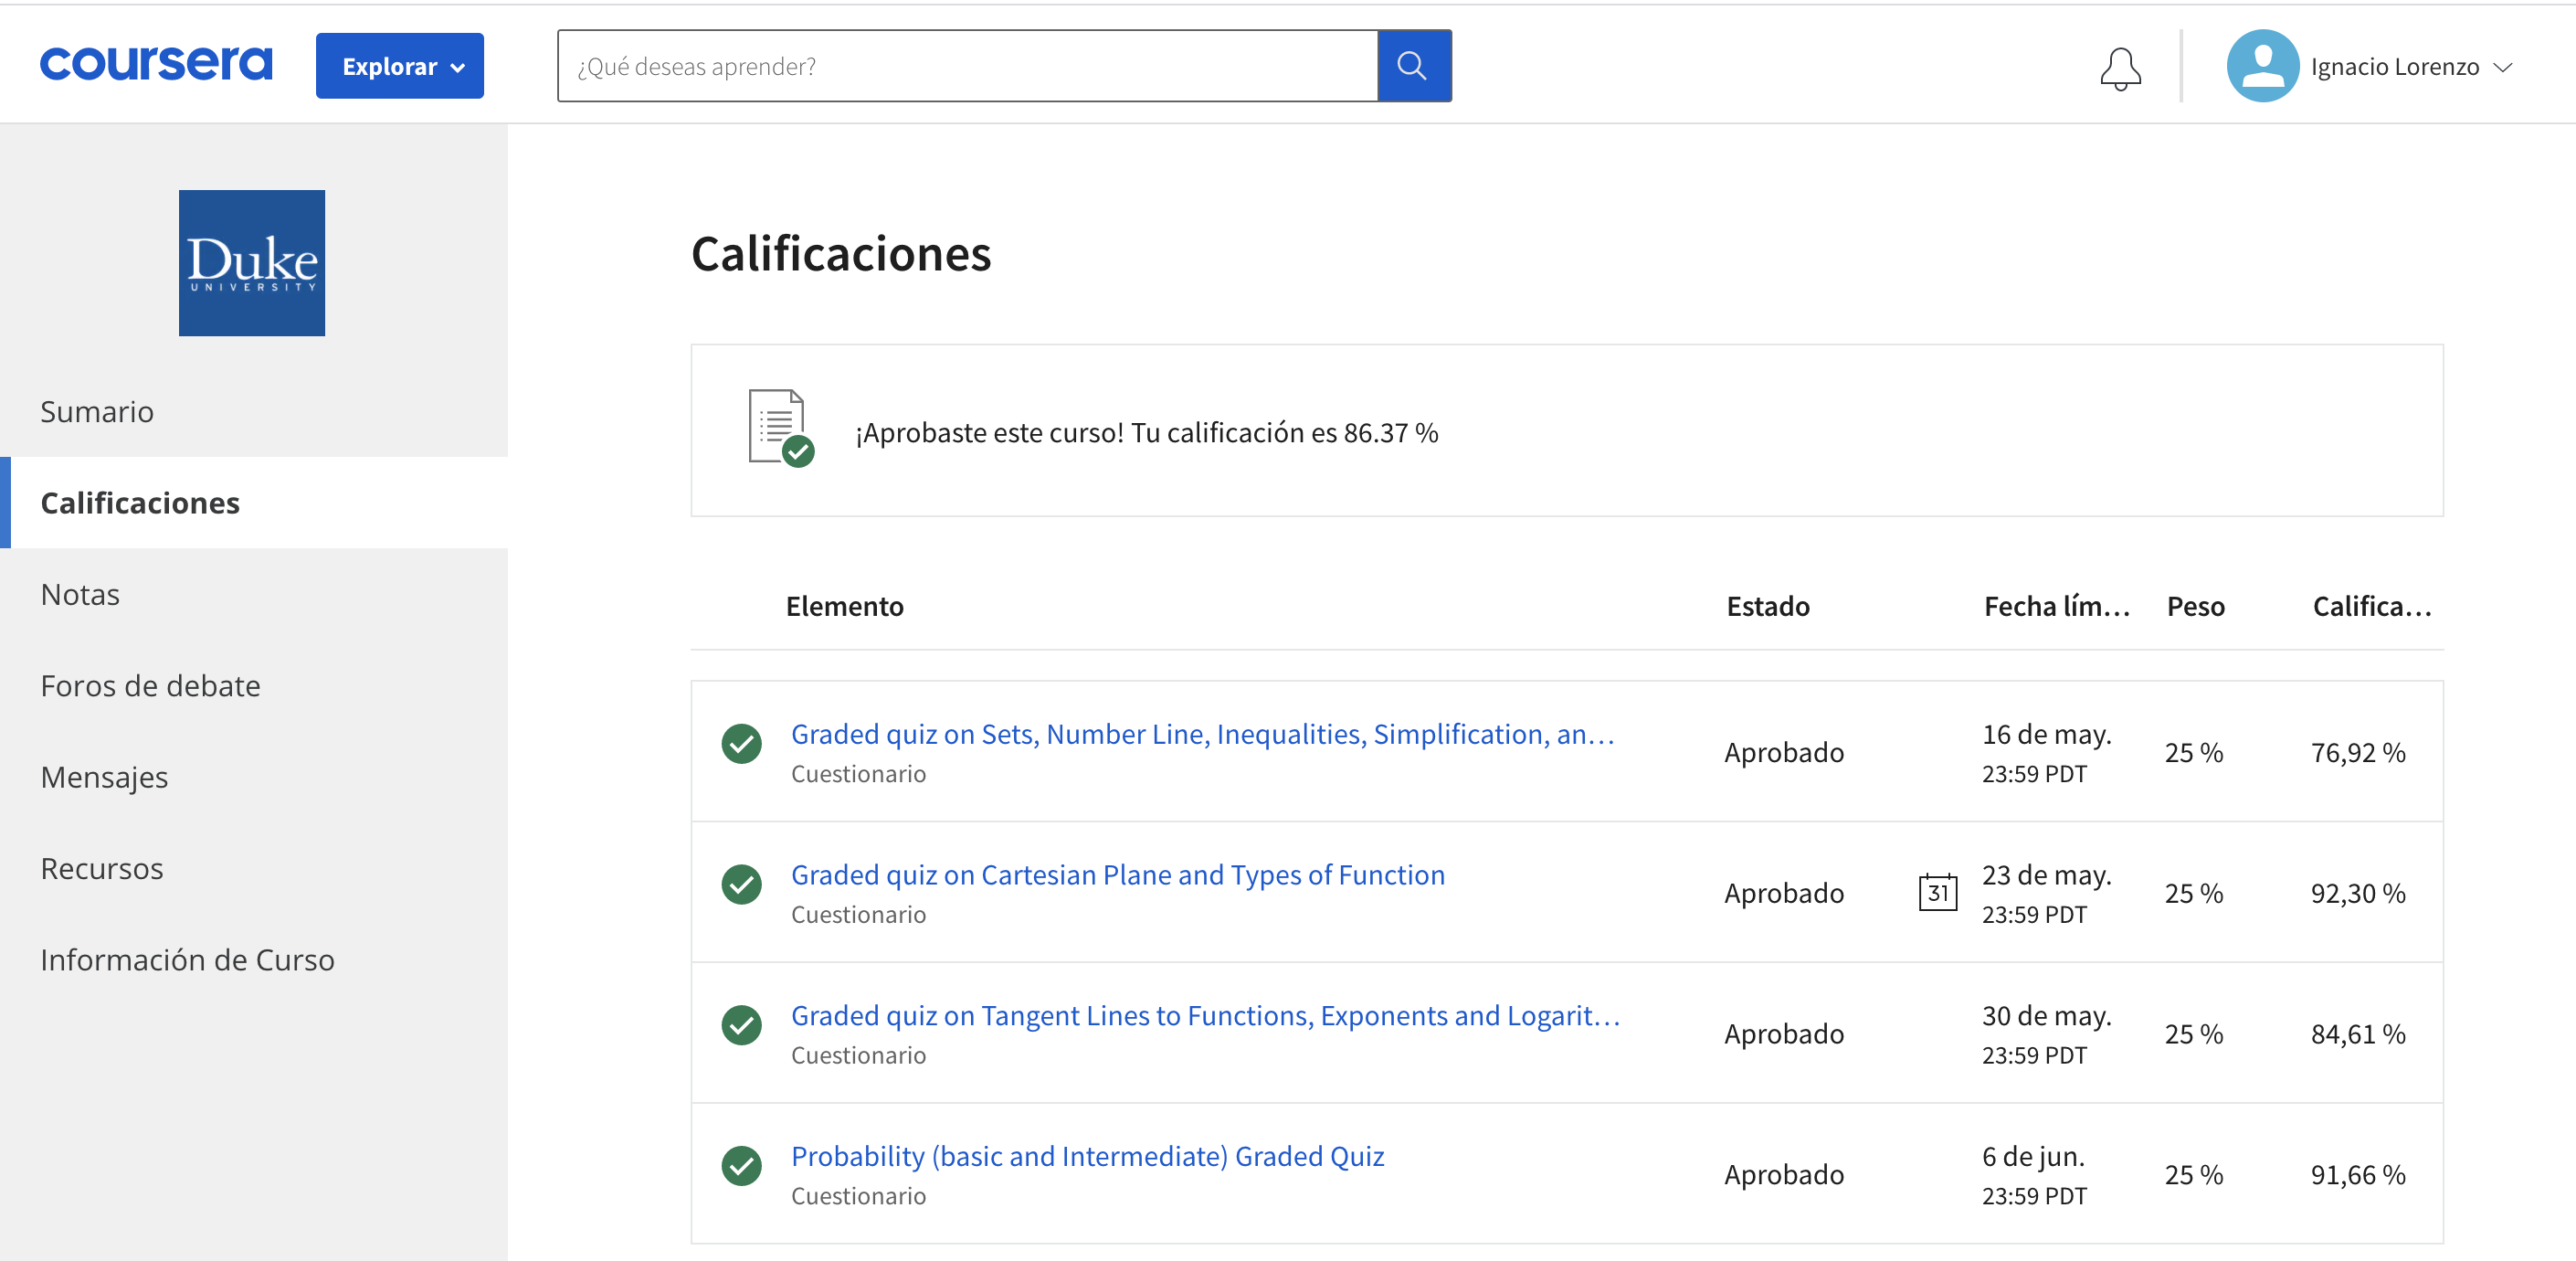 coursera
Explorar
¿Qué deseas aprender?
Ignacio Lorenzo
Duke
UNIVERSITY
Sumario
Calificaciones
Notas
Foros de debate
Mensajes
Recursos
Información de Curso
Calificaciones
¡Aprobaste este curso! Tu calificación es 86.37 %
Elemento Estado Fecha lím... Peso Califica...
Graded quiz on Sets, Number Line, Inequalities, Simplification, an...
Cuestionario
Aprobado
16 de may.
23:59 PDT
25 %
76,92 %
Graded quiz on Cartesian Plane and Types of Function
Cuestionario
Aprobado
31
23 de may.
23:59 PDT
25 %
92,30 %
Graded quiz on Tangent Lines to Functions, Exponents and Logarit...
Cuestionario
Aprobado
30 de may.
23:59 PDT
25 %
84,61 %
Probability (basic and Intermediate) Graded Quiz
Cuestionario
Aprobado
6 de jun.
23:59 PDT
25 %
91,66 %